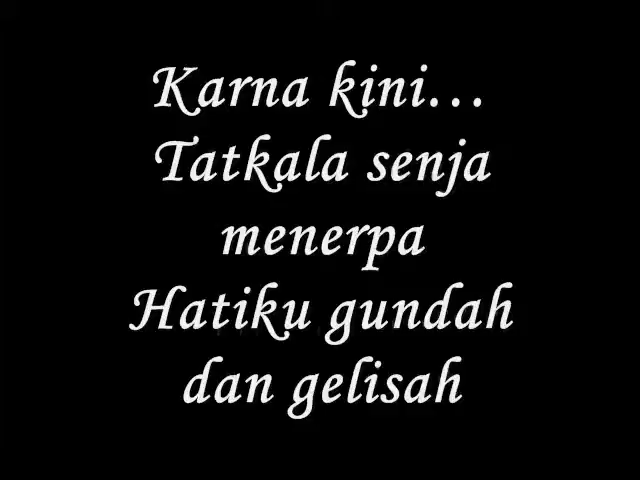 Karna kini...
Tatkala senja
menerpa
Hatiku gundah
dan gelisah